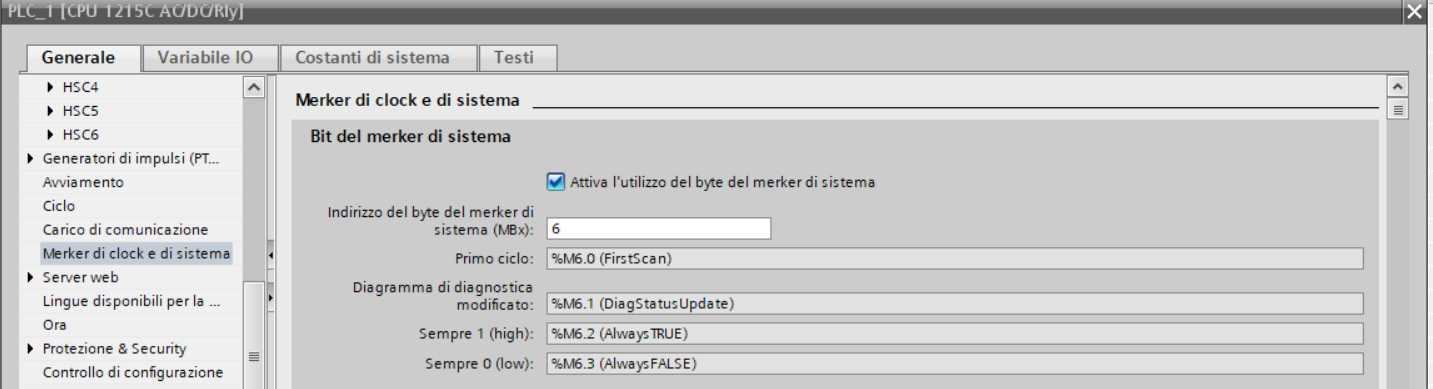 PLC_1 [CPU 1215C AC/DC/Rly]
Generale
Variabile IO
Costanti di sistema
Testi
HSC4
HSC5
HSC6
Generatori di impulsi (PT...
Avviamento
Ciclo
Carico di comunicazione
Merker di clock e di sistema
Server web
Lingue disponibili per la ...
Ora
Protezione & Security
Controllo di configurazione
Merker di clock e di sistema
Bit del merker di sistema
Attiva l'utilizzo del byte del merker di sistema
Indirizzo del byte del merker di
sistema (MBx): 6
Primo ciclo: %M6.0 (FirstScan)
Diagramma di diagnostica
modificato: %M6.1 (DiagStatusUpdate)
Sempre 1 (high): %M6.2 (AlwaysTRUE)
Sempre 0 (low): %M6.3 (AlwaysFALSE)